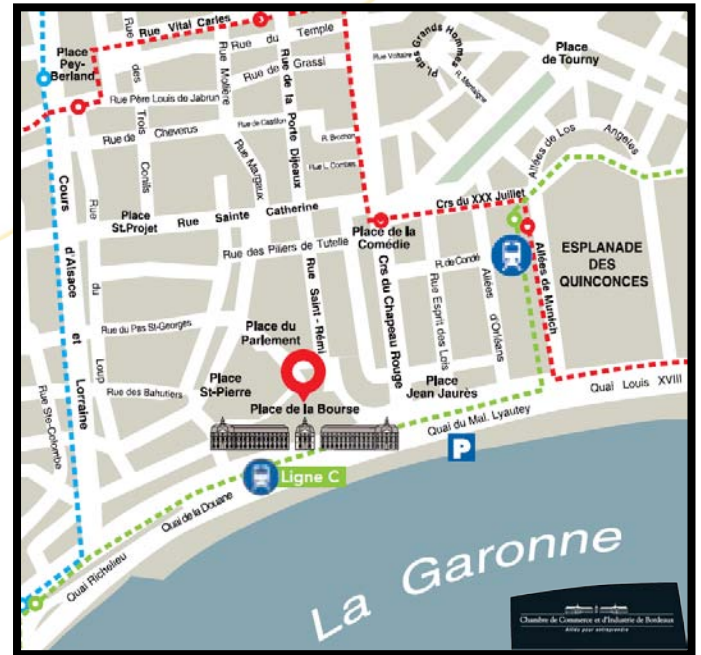 Rue Vital Carles
Rue
Place
Pey-
Berland
Rue du Temple
Rue de Grassi
Rue Molière
Rue
des
Trois
Conils
Rue Père Louis de Jabrun
Rue de Cheverus
Rue de Castillon
Rue Margaux
Rue de la Porte Dijeaux
R. Brochon
Rue L. Combes
Rue Voltaire
Pl. des Grands Hommes
R. Montaigne
Place
de Tourny
Allées de Los Angeles
Crs du XXX Juillet
Place de la
Comédie
Place
St.Projet
Rue Sainte Catherine
Rue des Piliers de Tutelle
Rue Saint - Rémi
Crs du Chapeau Rouge
R. de Condé
Rue Esprit des Lois
Allées d'Orléans
Allées de Munich
ESPLANADE
DES
QUINCONCES
Cours
d'Alsace
et
Lorraine
Rue
du
Loup
Rue du Pas St-Georges
Rue des Bahutiers
Rue Ste-Colombe
Place du
Parlement
Place
St-Pierre
Place de la Bourse
Place
Jean Jaurès
Quai Louis XVIII
Quai du Mal. Lyautey
P
Ligne C
Quai de la Douane
Quai Richelieu
La Garonne
Chambre de Commerce et d'Industrie de Bordeaux
Alliés pour entreprendre